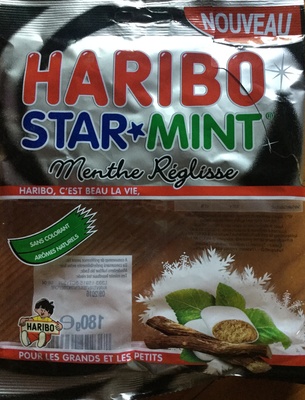 NOUVEAU
HARIBO
STAR★MINT
Menthe Réglisse
HARIBO, C'EST BEAU LA VIE,
SANS COLORANT
ARÔMES NATURELS
HARIBO
180g
POUR LES GRANDS ET LES PETITS